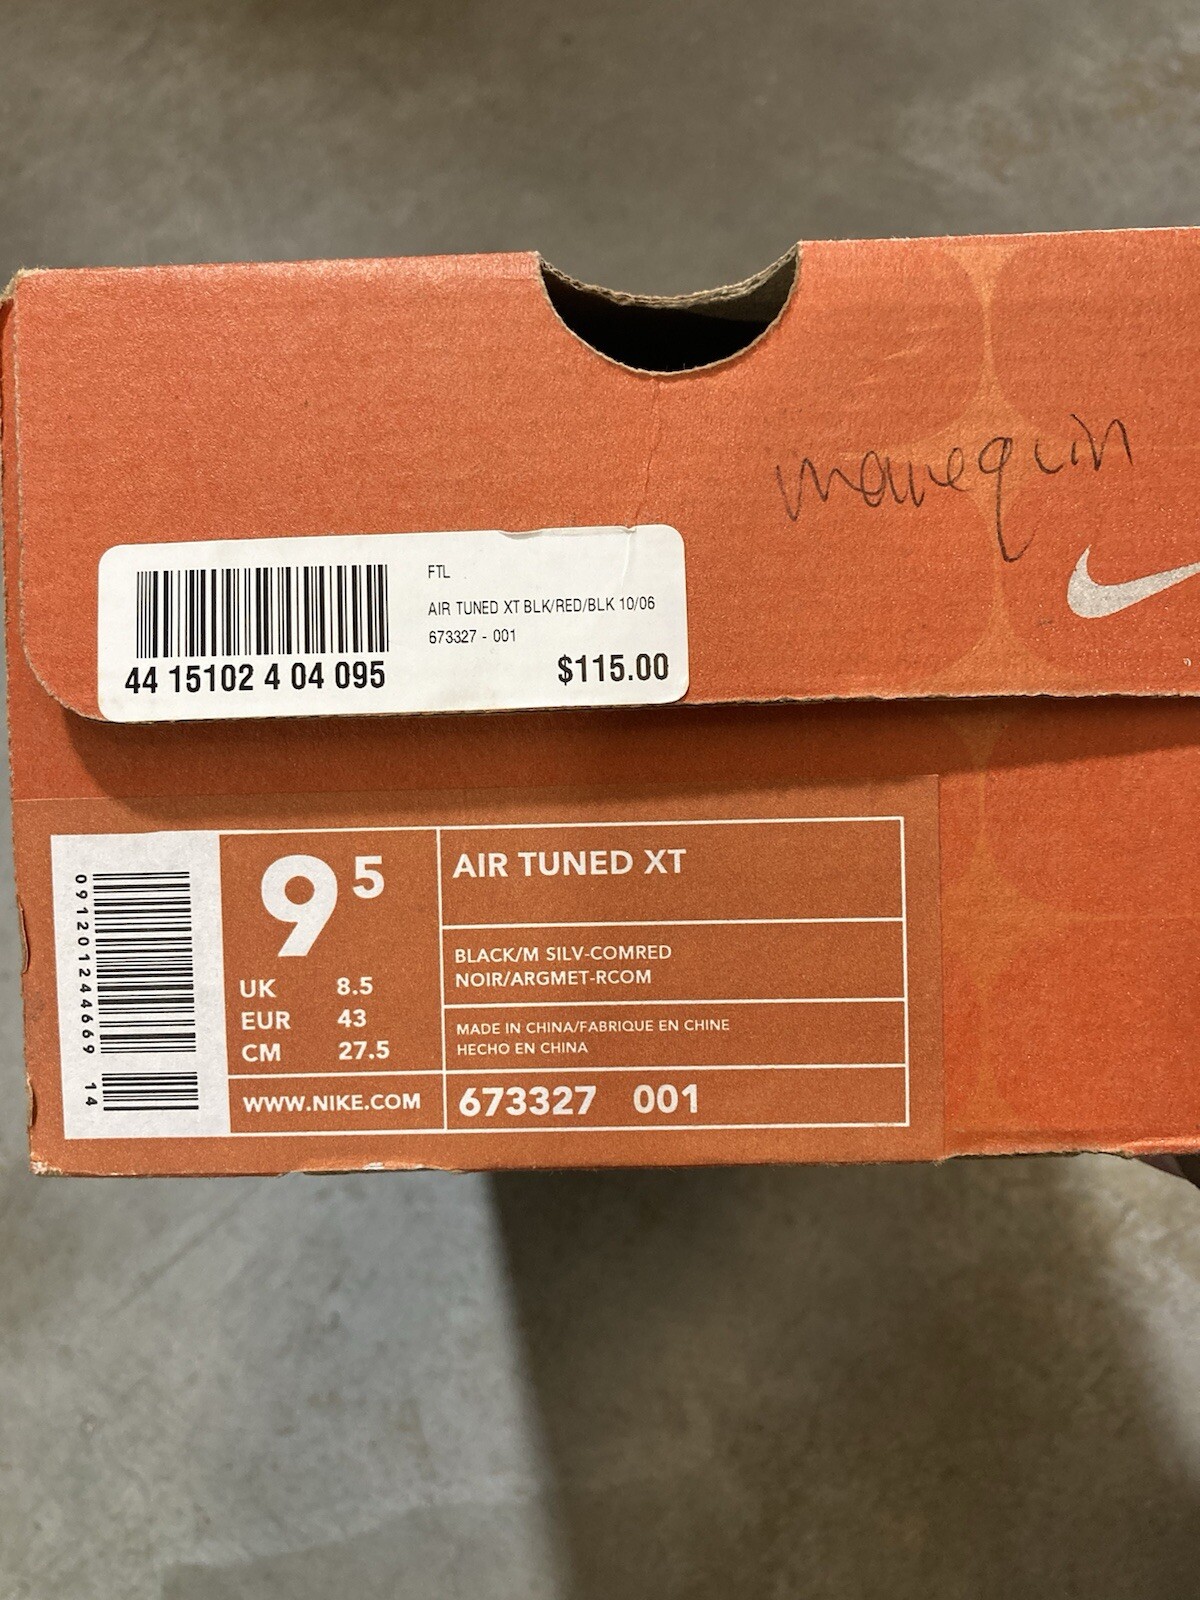 manequin
FTL
AIR TUNED XT BLK/RED/BLK 10/06
673327 - 001
44 15102 4 04 095
$115.00
091201244669 14
9 5
UK 8.5
EUR 43
CM 27.5
WWW.NIKE.COM
AIR TUNED XT
BLACK/M SILV-COMRED
NOIR/ARGMET-RCOM
MADE IN CHINA/FABRIQUE EN CHINE
HECHO EN CHINA
673327 001